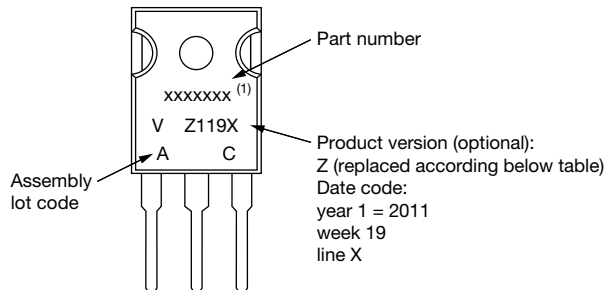 Part number
xxxxxxx (1)
V Z119X
A C
Assembly
lot code
Product version (optional):
Z (replaced according below table)
Date code:
year 1 = 2011
week 19
line X